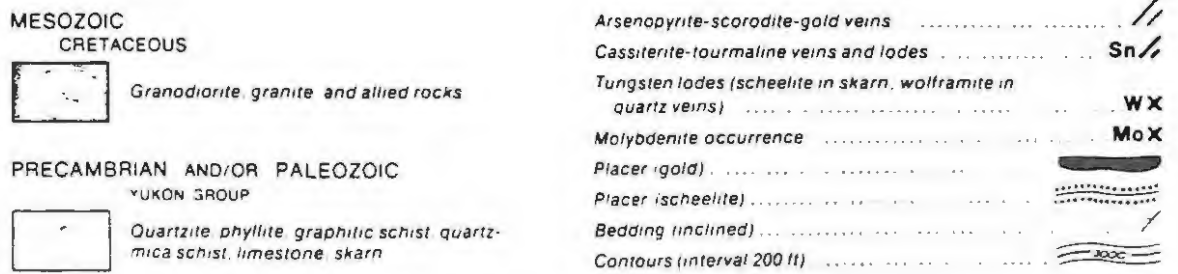 MESOZOIC
CRETACEOUS
Granodiorite, granite and allied rocks
PRECAMBRIAN AND/OR PALEOZOIC
YUKON GROUP
Quartzite, phyllite, graphitic schist, quartz-
mica schist, limestone, skarn
Arsenopyrite-scorodite-gold veins
Cassiterite-tourmaline veins and lodes Sn
Tungsten lodes (scheelite in skarn, wolframite in
quartz veins) W X
Molybdenite occurrence Mo X
Placer (gold)
Placer (scheelite)
Bedding (inclined)
Contours (interval 200 ft)